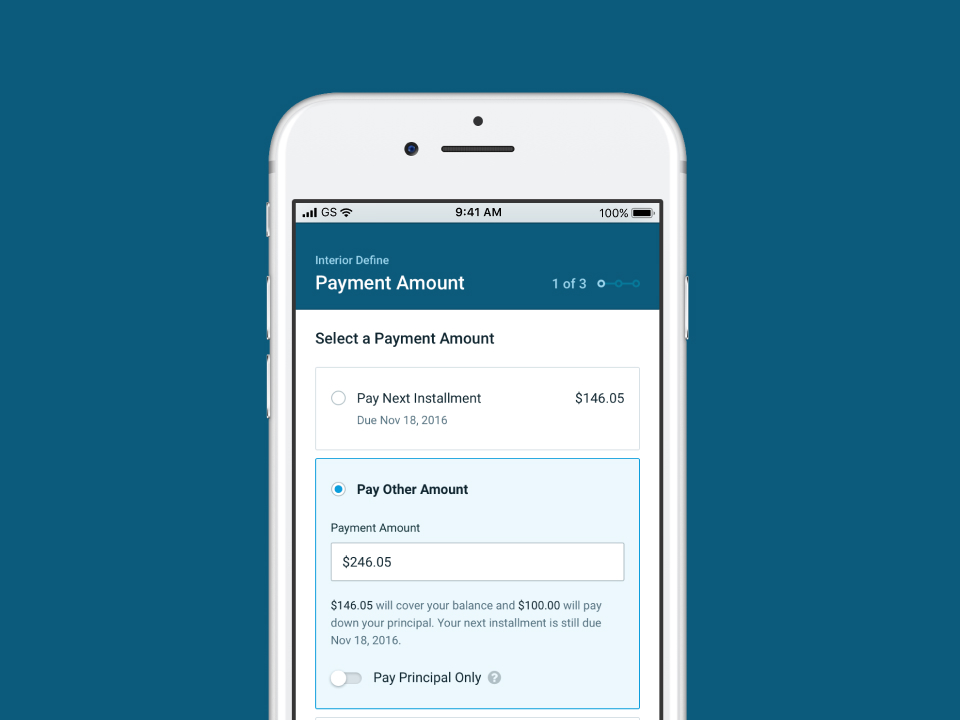 GS 9:41 AM 100%
Interior Define
Payment Amount 1 of 3
Select a Payment Amount
Pay Next Installment $146.05
Due Nov 18, 2016
Pay Other Amount
Payment Amount
$246.05
$146.05 will cover your balance and $100.00 will pay
down your principal. Your next installment is still due
Nov 18, 2016.
Pay Principal Only ?